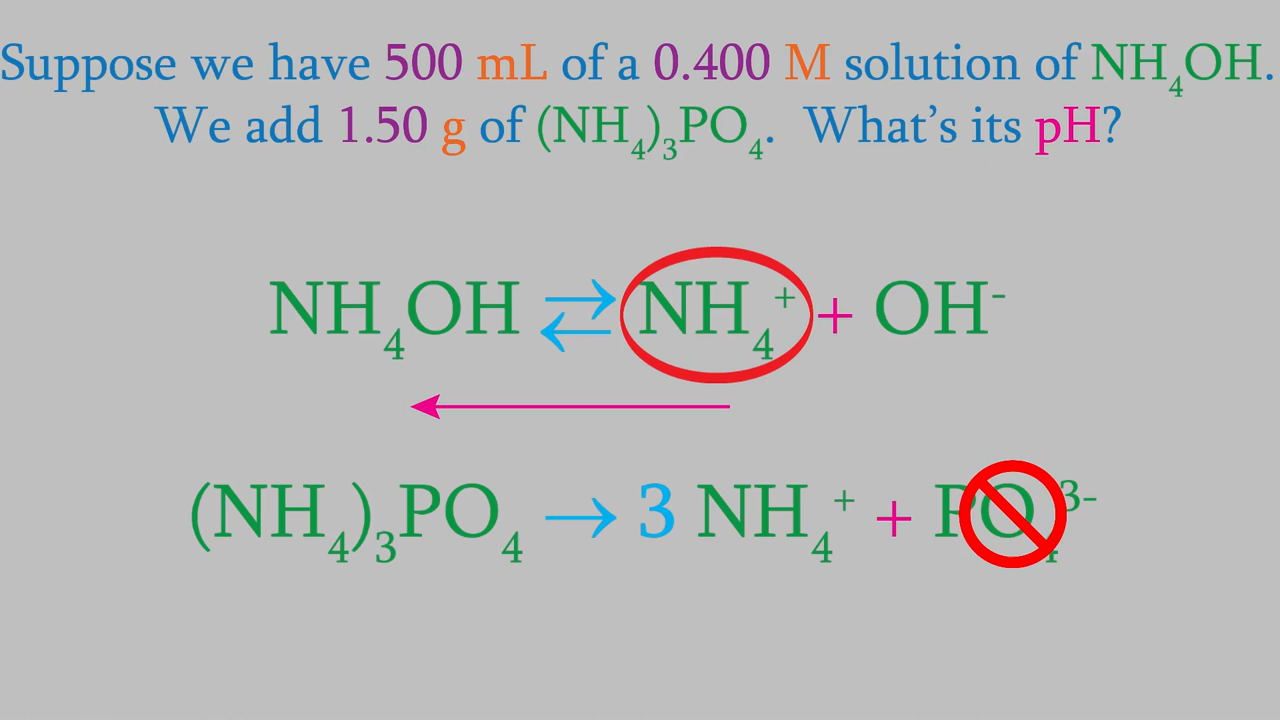 Suppose we have 500 mL of a 0.400 M solution of NH₄OH.
We add 1.50 g of (NH₄)₃PO₄. What’s its pH?
NH₄OH ⇄ NH₄⁺ + OH⁻
(NH₄)₃PO₄ → 3 NH₄⁺ + PO₄³⁻